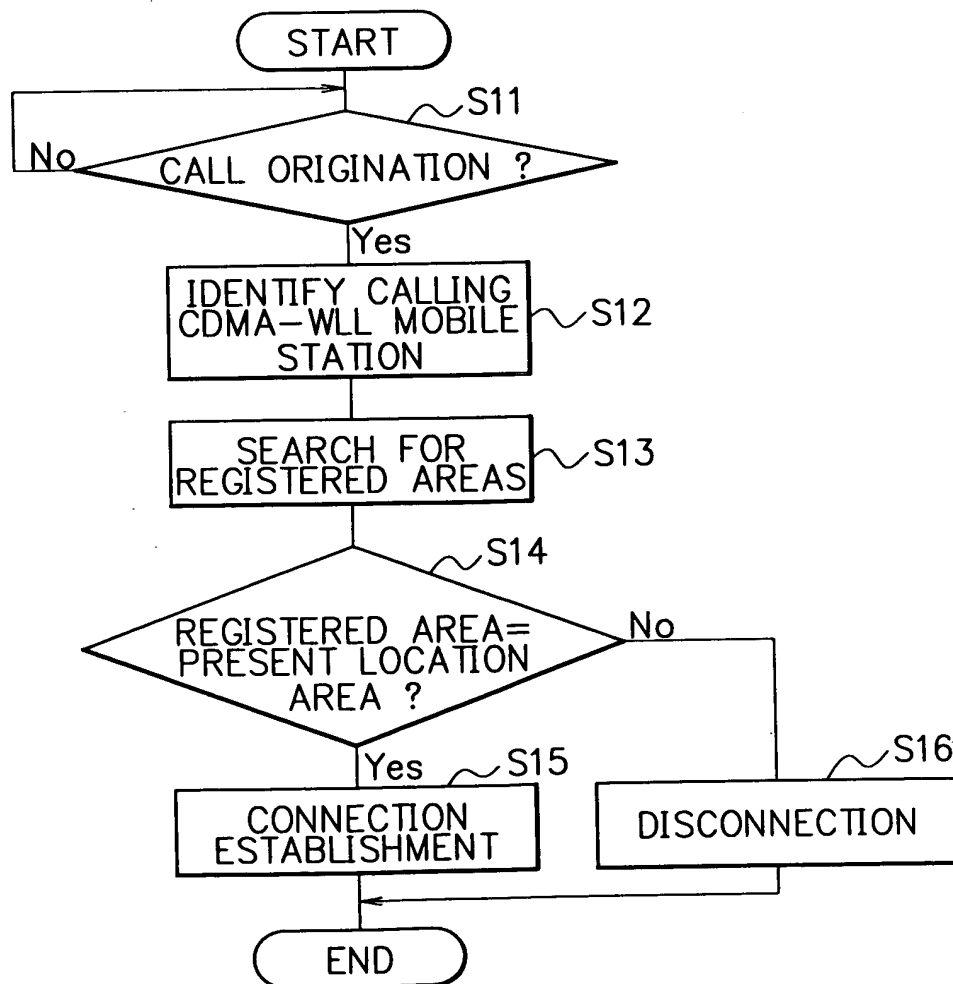 START
S11
No
CALL ORIGINATION ?
Yes
IDENTIFY CALLING
CDMA-WLL MOBILE
STATION
S12
SEARCH FOR
REGISTERED AREAS
S13
S14
REGISTERED AREA=
PRESENT LOCATION
AREA ?
No
Yes
S15
S16
CONNECTION
ESTABLISHMENT
DISCONNECTION
END